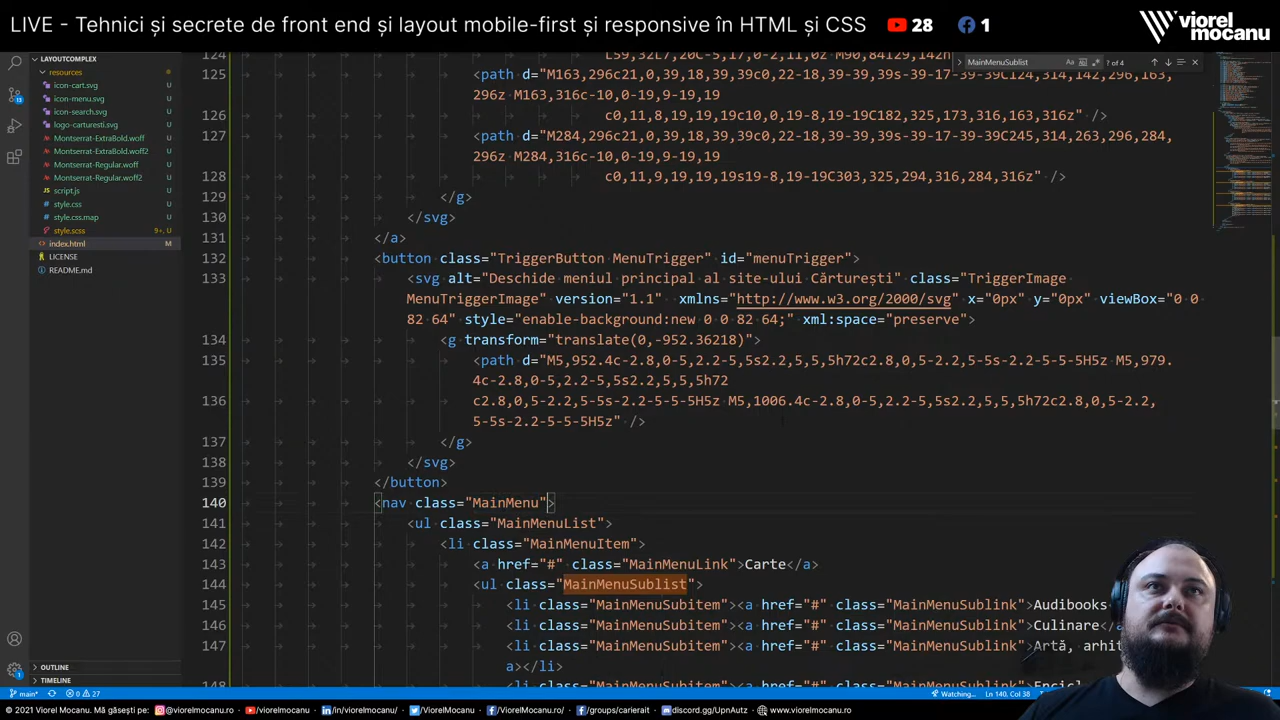 LIVE - Tehnici și secrete de front end și layout mobile-first și responsive în HTML și CSS
28
1
viorel
mocanu
LAYOUTCOMPLEX
resources
icon-cart.svg U
icon-menu.svg U
icon-search.svg U
logo-carturesti.svg U
Montserrat-ExtraBold.woff U
Montserrat-ExtraBold.woff2 U
Montserrat-Regular.woff U
Montserrat-Regular.woff2 U
script.js U
style.css U
style.css.map U
style.scss 9+, U
index.html M
LICENSE
README.md
OUTLINE
TIMELINE
MainMenuSublist
? of 4
124
125 <path d="M163,296c21,0,39,18,39,39c0,22-18,39-39,39s-39-17-39-39C124,314,142,296,163,
296z M163,316c-10,0-19,9-19,19
126 c0,11,8,19,19,19c10,0,19-8,19-19C182,325,173,316,163,316z" />
127 <path d="M284,296c21,0,39,18,39,39c0,22-18,39-39,39s-39-17-39-39C245,314,263,296,284,
296z M284,316c-10,0-19,9-19,19
128 c0,11,9,19,19,19s19-8,19-19C303,325,294,316,284,316z" />
129 </g>
130 </svg>
131 </a>
132 <button class="TriggerButton MenuTrigger" id="menuTrigger">
133 <svg alt="Deschide meniul principal al site-ului Cărturești" class="TriggerImage
MenuTriggerImage" version="1.1" xmlns="http://www.w3.org/2000/svg" x="0px" y="0px" viewBox="0 0
82 64" style="enable-background:new 0 0 82 64;" xml:space="preserve">
134 <g transform="translate(0,-952.36218)">
135 <path d="M5,952.4c-2.8,0-5,2.2-5,5s2.2,5,5,5h72c2.8,0,5-2.2,5-5s-2.2-5-5-5H5z M5,979.
4c-2.8,0-5,2.2-5,5s2.2,5,5,5h72
136 c2.8,0,5-2.2,5-5s-2.2-5-5-5H5z M5,1006.4c-2.8,0-5,2.2-5,5s2.2,5,5,5h72c2.8,0,5-2.2,
5-5s-2.2-5-5-5H5z" />
137 </g>
138 </svg>
139 </button>
140 <nav class="MainMenu">
141 <ul class="MainMenuList">
142 <li class="MainMenuItem">
143 <a href="#" class="MainMenuLink">Carte</a>
144 <ul class="MainMenuSublist">
145 <li class="MainMenuSubitem"><a href="#" class="MainMenuSublink">Audiobooks
146 <li class="MainMenuSubitem"><a href="#" class="MainMenuSublink">Culinare</a
147 <li class="MainMenuSubitem"><a href="#" class="MainMenuSublink">Artă, arhit
a></li>
148
main* 0 27
Watching... Ln 140, Col 38
© 2021 Viorel Mocanu. Mă găsești pe: @viorelmocanu.ro /viorelmocanu /in/viorelmocanu/ /ViorelMocanu /viorelmocanu.ro /groups/carierait discord.gg/UpnAutz www.viorelmocanu.ro